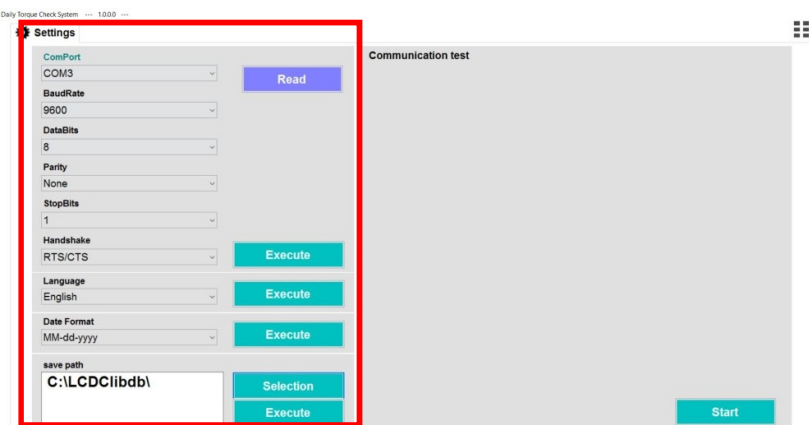 Daily Torque Check System --- 1.0.0.0 ---
Settings
ComPort
COM3
Read
BaudRate
9600
DataBits
8
Parity
None
StopBits
1
Handshake
RTS/CTS
Execute
Language
English
Execute
Date Format
MM-dd-yyyy
Execute
save path
C:\LCDClibdb\
Selection
Execute
Communication test
Start